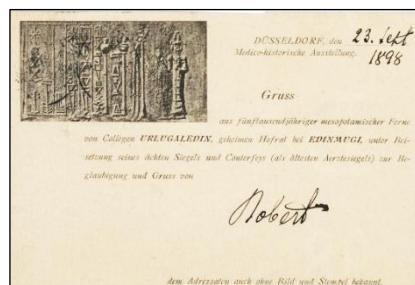 DÜSSELDORF, den 23. Sept
Medico-historische Ausstellung. 1898
Gruss
aus fünftausendjähriger mesopotamischer Ferne
von Collegen URLUGALEDIN, geheimen Hofrat bei EDINMUGI, unter Bei-
setzung seines ächten Siegels und Conterfeys (als ältesten Aerztesiegels) zur Be-
glaubigung und Gruss von
Robert
dem Adressaten auch ohne Bild und Stempel bekannt.